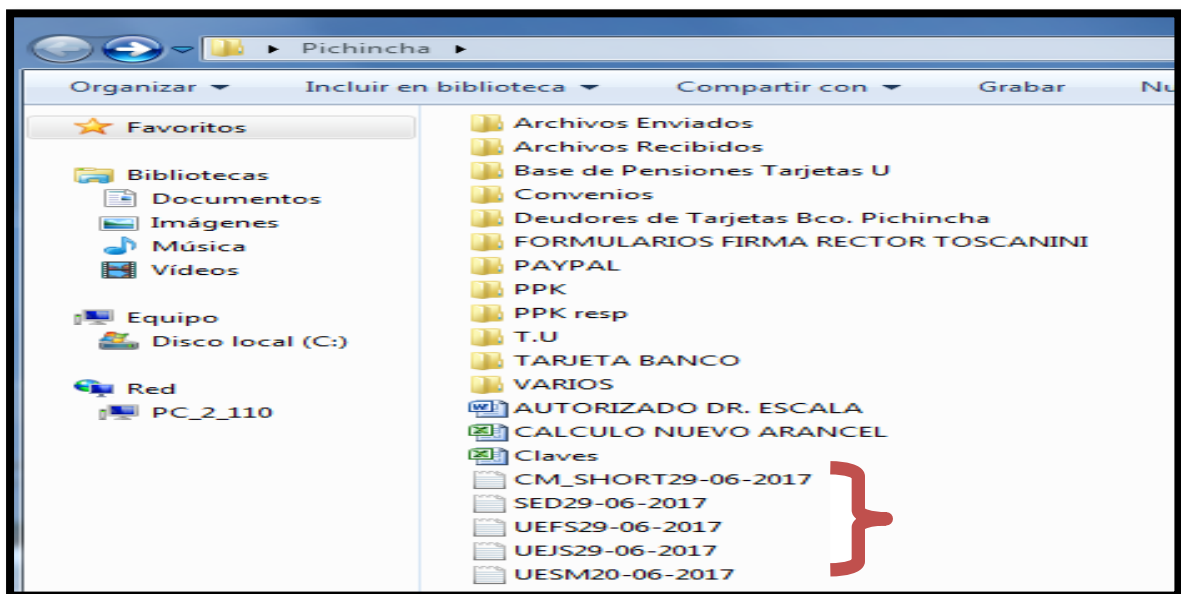 Pichincha
Organizar Incluir en biblioteca Compartir con Grabar Nu
Favoritos
Bibliotecas
Documentos
Imágenes
Música
Vídeos
Equipo
Disco local (C:)
Red
PC_2_110
Archivos Enviados
Archivos Recibidos
Base de Pensiones Tarjetas U
Convenios
Deudores de Tarjetas Bco. Pichincha
FORMULARIOS FIRMA RECTOR TOSCANINI
PAYPAL
PPK
PPK resp
T.U
TARJETA BANCO
VARIOS
AUTORIZADO DR. ESCALA
CALCULO NUEVO ARANCEL
Claves
CM_SHORT29-06-2017
SED29-06-2017
UEFS29-06-2017
UEJS29-06-2017
UESM20-06-2017